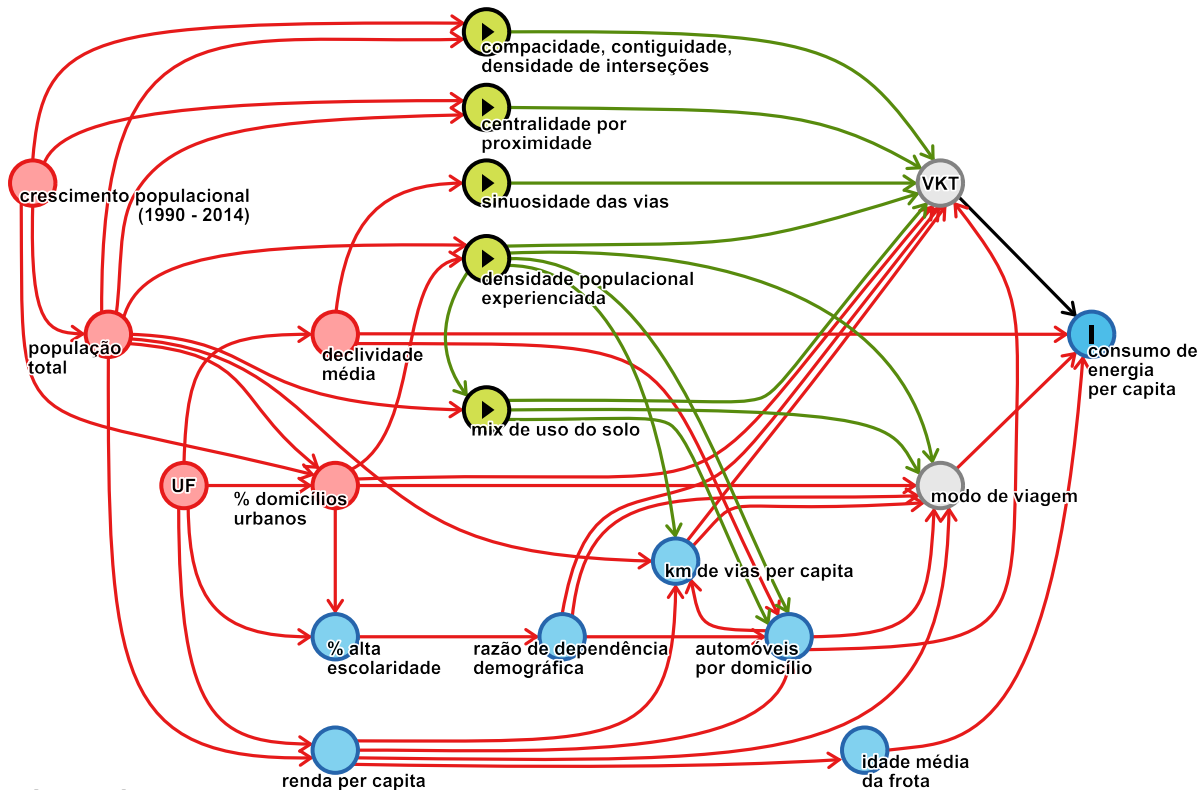 compacidade, contiguidade,
densidade de interseções
centralidade por
proximidade
VKT
crescimento populacional
(1990 - 2014)
sinuosidade das vias
densidade populacional
experienciada
população
total
declividade
média
I
consumo de
energia
per capita
mix de uso do solo
UF
% domicílios
urbanos
modo de viagem
km de vias per capita
% alta
escolaridade
razão de dependência
demográfica
automóveis
por domicílio
renda per capita
idade média
da frota